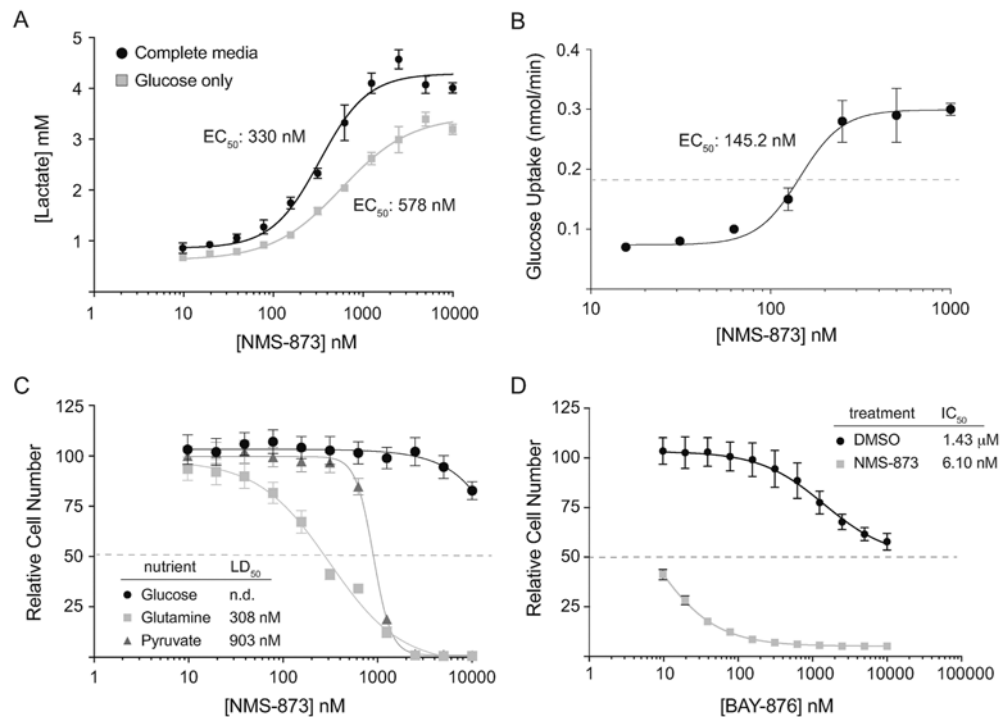 A
5
4
3
2
1
[Lactate] mM
Complete media
Glucose only
EC50: 330 nM
EC50: 578 nM
1
10
100
1000
10000
[NMS-873] nM
B
0.4
0.3
0.2
0.1
Glucose Uptake (nmol/min)
EC50: 145.2 nM
10
100
1000
[NMS-873] nM
C
125
100
75
50
25
Relative Cell Number
nutrient LD50
Glucose n.d.
Glutamine 308 nM
Pyruvate 903 nM
1
10
100
1000
10000
[NMS-873] nM
D
125
100
75
50
25
Relative Cell Number
treatment IC50
DMSO 1.43 μM
NMS-873 6.10 nM
1
10
100
1000
10000
100000
[BAY-876] nM